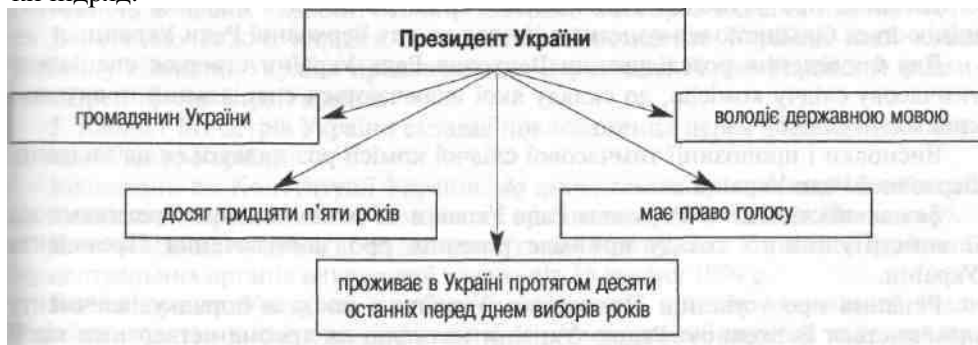 Президент України
громадянин України
володіє державною мовою
досяг тридцяти п'яти років
має право голосу
проживає в Україні протягом десяти
останніх перед днем виборів років